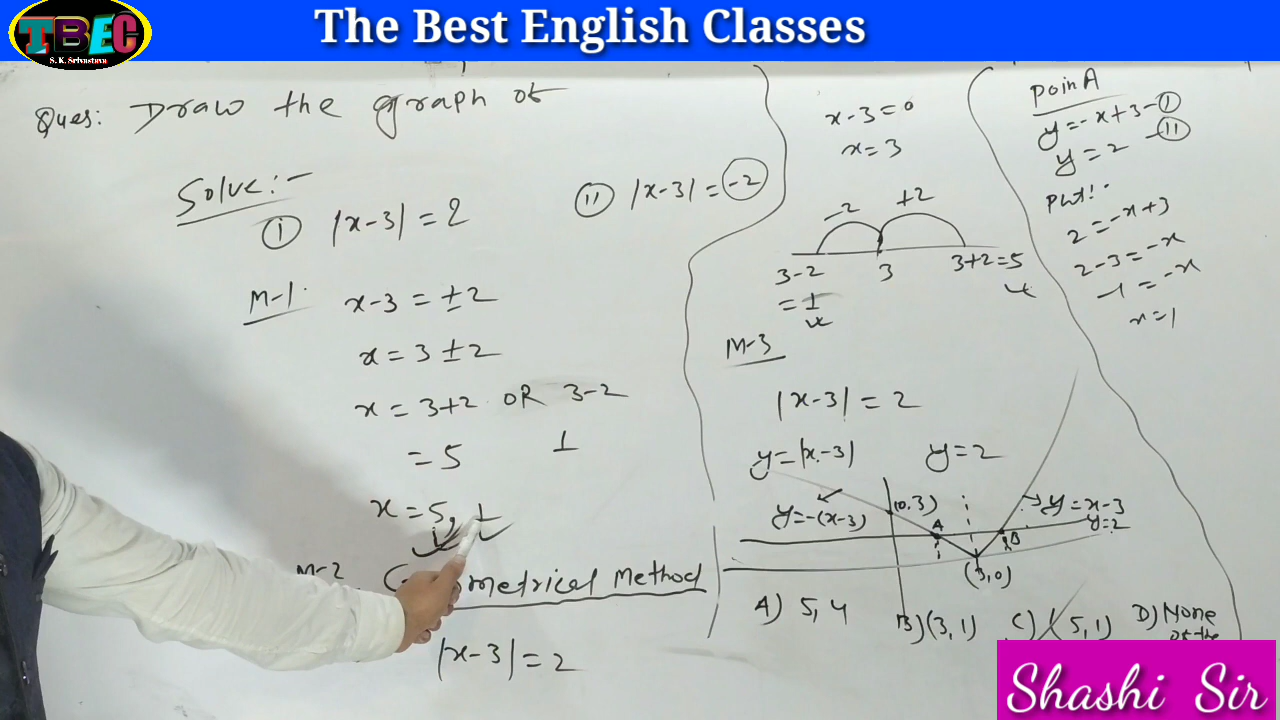 TBEC
S. K. Srivastava
The Best English Classes
Ques: Draw the graph of
Solve:-
(i) |x-3| = 2
(ii) |x-3| = -2
M-1.
x-3 = ±2
x = 3 ± 2
x = 3+2 OR 3-2
= 5 1
x = 5, 1
M-2 Geometrical Method
|x-3| = 2
x-3 = 0
x = 3
-2 +2
3-2 3 3+2=5
= 1
M-3
|x-3| = 2
y = |x-3| y = 2
y = -(x-3) (0,3) A B y = x-3
y = 2
(3,0)
A) 5, 4 B) (3, 1) C) (5, 1) D) None
of the
poinA
y = -x+3 -(I)
y = 2 -(II)
Put:-
2 = -x+3
2-3 = -x
-1 = -x
x = 1
Shashi Sir